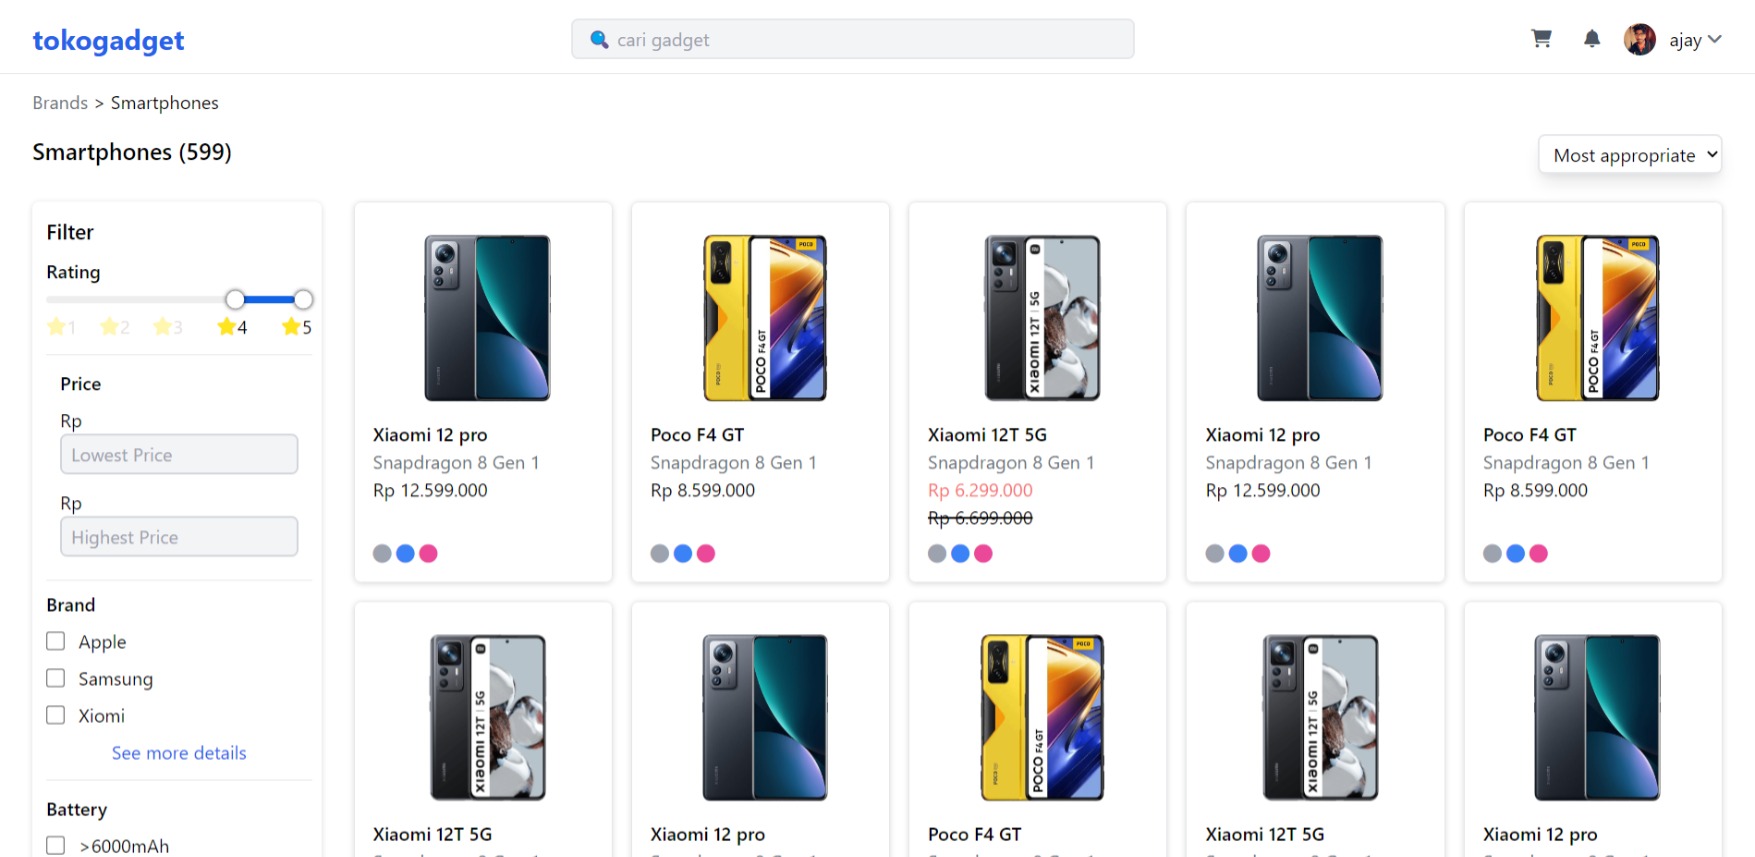 tokogadget
cari gadget
ajay
Brands > Smartphones
Smartphones (599)
Most appropriate
Filter
Rating
1 2 3 4 5
Price
Rp
Lowest Price
Rp
Highest Price
Brand
Apple
Samsung
Xiomi
See more details
Battery
>6000mAh
Xiaomi 12 pro
Snapdragon 8 Gen 1
Rp 12.599.000
POCO
POCO F4 GT
Poco F4 GT
Snapdragon 8 Gen 1
Rp 8.599.000
Xiaomi 12T | 5G
Xiaomi 12T 5G
Snapdragon 8 Gen 1
Rp 6.299.000
Rp 6.699.000
Xiaomi 12 pro
Snapdragon 8 Gen 1
Rp 12.599.000
POCO
POCO F4 GT
Poco F4 GT
Snapdragon 8 Gen 1
Rp 8.599.000
Xiaomi 12T | 5G
Xiaomi 12T 5G
Xiaomi 12 pro
POCO
POCO F4 GT
Poco F4 GT
Xiaomi 12T | 5G
Xiaomi 12T 5G
Xiaomi 12 pro